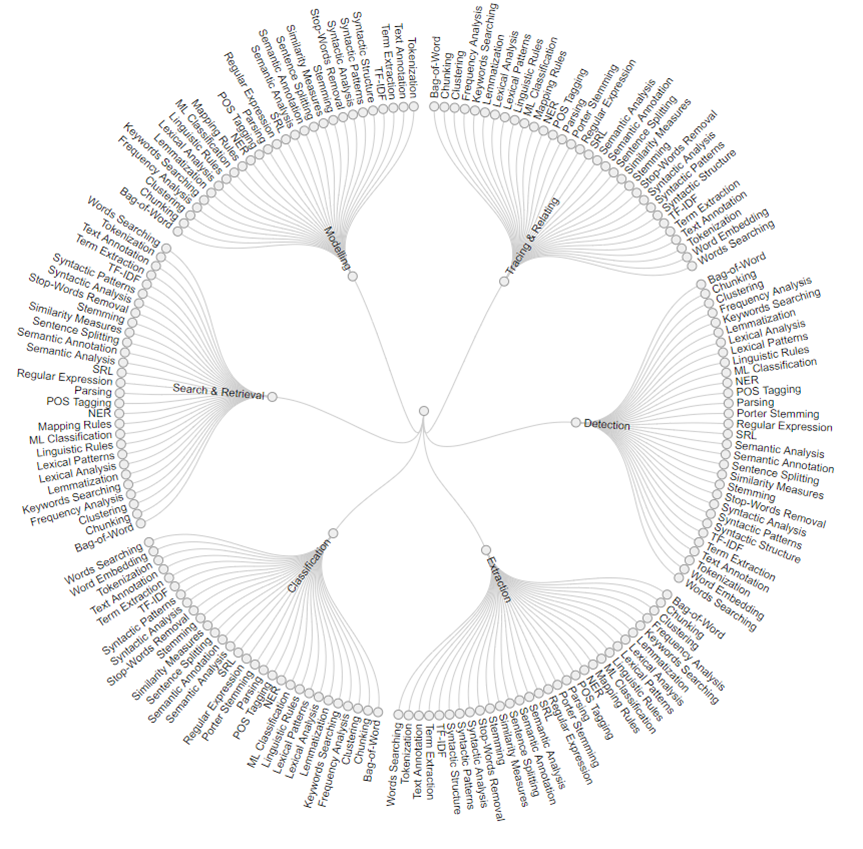 Modelling
Bag-of-Word
Chunking
Clustering
Frequency Analysis
Keywords Searching
Lemmatization
Lexical Analysis
Linguistic Rules
ML Classification
Mapping Rules
NER
POS Tagging
Parsing
Regular Expression
SRL
Semantic Analysis
Semantic Annotation
Sentence Splitting
Similarity Measures
Stemming
Stop-Words Removal
Syntactic Analysis
Syntactic Patterns
Syntactic Structure
TF-IDF
Term Extraction
Text Annotation
Tokenization
Tracing & Relating
Bag-of-Word
Chunking
Clustering
Frequency Analysis
Keywords Searching
Lemmatization
Lexical Analysis
Lexical Patterns
Linguistic Rules
ML Classification
Mapping Rules
NER
POS Tagging
Parsing
Porter Stemming
Regular Expression
SRL
Semantic Analysis
Semantic Annotation
Sentence Splitting
Similarity Measures
Stemming
Stop-Words Removal
Syntactic Analysis
Syntactic Patterns
Syntactic Structure
TF-IDF
Term Extraction
Text Annotation
Tokenization
Word Embedding
Words Searching
Detection
Bag-of-Word
Chunking
Clustering
Frequency Analysis
Keywords Searching
Lemmatization
Lexical Analysis
Lexical Patterns
Linguistic Rules
ML Classification
NER
POS Tagging
Parsing
Porter Stemming
Regular Expression
SRL
Semantic Analysis
Semantic Annotation
Sentence Splitting
Similarity Measures
Stemming
Stop-Words Removal
Syntactic Analysis
Syntactic Patterns
Syntactic Structure
TF-IDF
Term Extraction
Text Annotation
Tokenization
Word Embedding
Words Searching
Extraction
Bag-of-Word
Chunking
Clustering
Frequency Analysis
Keywords Searching
Lemmatization
Lexical Analysis
Lexical Patterns
Linguistic Rules
ML Classification
Mapping Rules
NER
POS Tagging
Parsing
Porter Stemming
Regular Expression
SRL
Semantic Analysis
Semantic Annotation
Sentence Splitting
Similarity Measures
Stemming
Stop-Words Removal
Syntactic Analysis
Syntactic Patterns
Syntactic Structure
TF-IDF
Term Extraction
Text Annotation
Tokenization
Words Searching
Classification
Bag-of-Word
Chunking
Clustering
Frequency Analysis
Keywords Searching
Lemmatization
Lexical Analysis
Lexical Patterns
Linguistic Rules
ML Classification
NER
POS Tagging
Parsing
Porter Stemming
Regular Expression
SRL
Semantic Analysis
Semantic Annotation
Sentence Splitting
Similarity Measures
Stemming
Stop-Words Removal
Syntactic Analysis
Syntactic Patterns
TF-IDF
Term Extraction
Text Annotation
Tokenization
Word Embedding
Words Searching
Search & Retrieval
Bag-of-Word
Chunking
Clustering
Frequency Analysis
Keywords Searching
Lemmatization
Lexical Analysis
Lexical Patterns
Linguistic Rules
ML Classification
Mapping Rules
NER
POS Tagging
Parsing
Regular Expression
SRL
Semantic Analysis
Semantic Annotation
Sentence Splitting
Similarity Measures
Stemming
Stop-Words Removal
Syntactic Analysis
Syntactic Patterns
TF-IDF
Term Extraction
Text Annotation
Tokenization
Words Searching